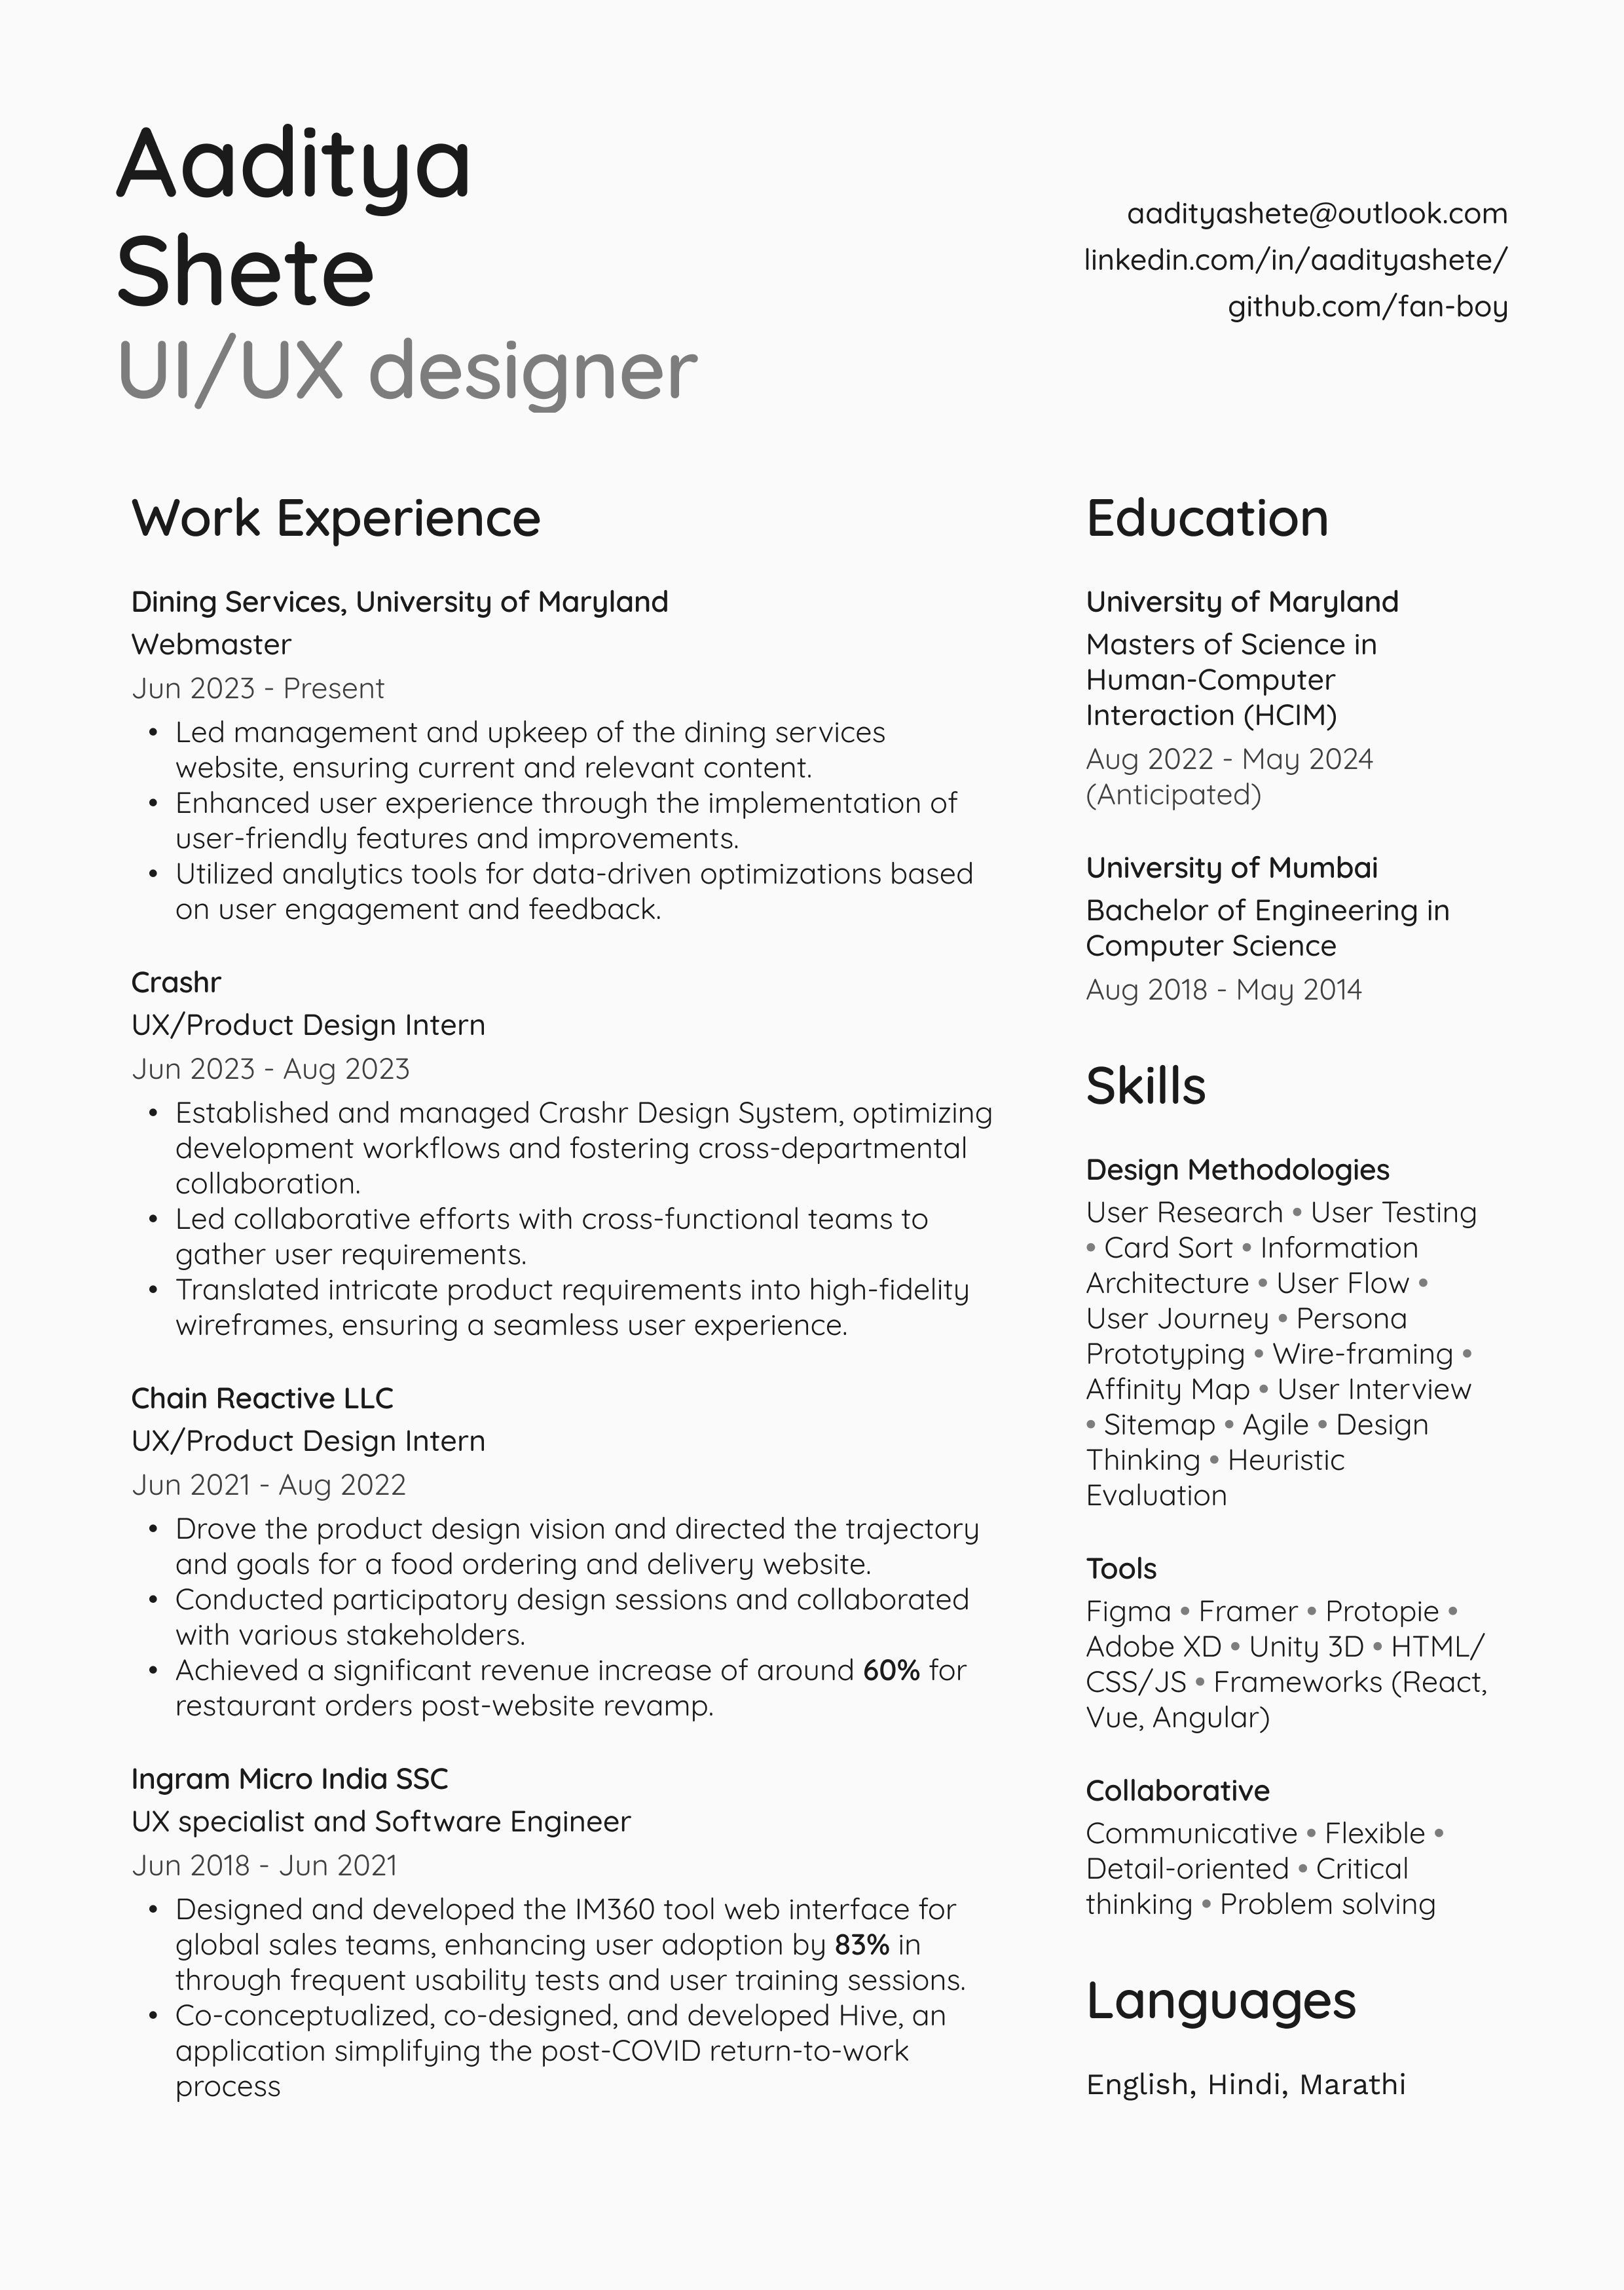 Aaditya
Shete
UI/UX designer
aadityashete@outlook.com
linkedin.com/in/aadityashete/
github.com/fan-boy
Work Experience
Dining Services, University of Maryland
Webmaster
Jun 2023 - Present
• Led management and upkeep of the dining services
website, ensuring current and relevant content.
• Enhanced user experience through the implementation of
user-friendly features and improvements.
• Utilized analytics tools for data-driven optimizations based
on user engagement and feedback.
Crashr
UX/Product Design Intern
Jun 2023 - Aug 2023
• Established and managed Crashr Design System, optimizing
development workflows and fostering cross-departmental
collaboration.
• Led collaborative efforts with cross-functional teams to
gather user requirements.
• Translated intricate product requirements into high-fidelity
wireframes, ensuring a seamless user experience.
Chain Reactive LLC
UX/Product Design Intern
Jun 2021 - Aug 2022
• Drove the product design vision and directed the trajectory
and goals for a food ordering and delivery website.
• Conducted participatory design sessions and collaborated
with various stakeholders.
• Achieved a significant revenue increase of around 60% for
restaurant orders post-website revamp.
Ingram Micro India SSC
UX specialist and Software Engineer
Jun 2018 - Jun 2021
• Designed and developed the IM360 tool web interface for
global sales teams, enhancing user adoption by 83% in
through frequent usability tests and user training sessions.
• Co-conceptualized, co-designed, and developed Hive, an
application simplifying the post-COVID return-to-work
process
Education
University of Maryland
Masters of Science in
Human-Computer
Interaction (HCIM)
Aug 2022 - May 2024
(Anticipated)
University of Mumbai
Bachelor of Engineering in
Computer Science
Aug 2018 - May 2014
Skills
Design Methodologies
User Research • User Testing
• Card Sort • Information
Architecture • User Flow •
User Journey • Persona
Prototyping • Wire-framing •
Affinity Map • User Interview
• Sitemap • Agile • Design
Thinking • Heuristic
Evaluation
Tools
Figma • Framer • Protopie •
Adobe XD • Unity 3D • HTML/
CSS/JS • Frameworks (React,
Vue, Angular)
Collaborative
Communicative • Flexible •
Detail-oriented • Critical
thinking • Problem solving
Languages
English, Hindi, Marathi